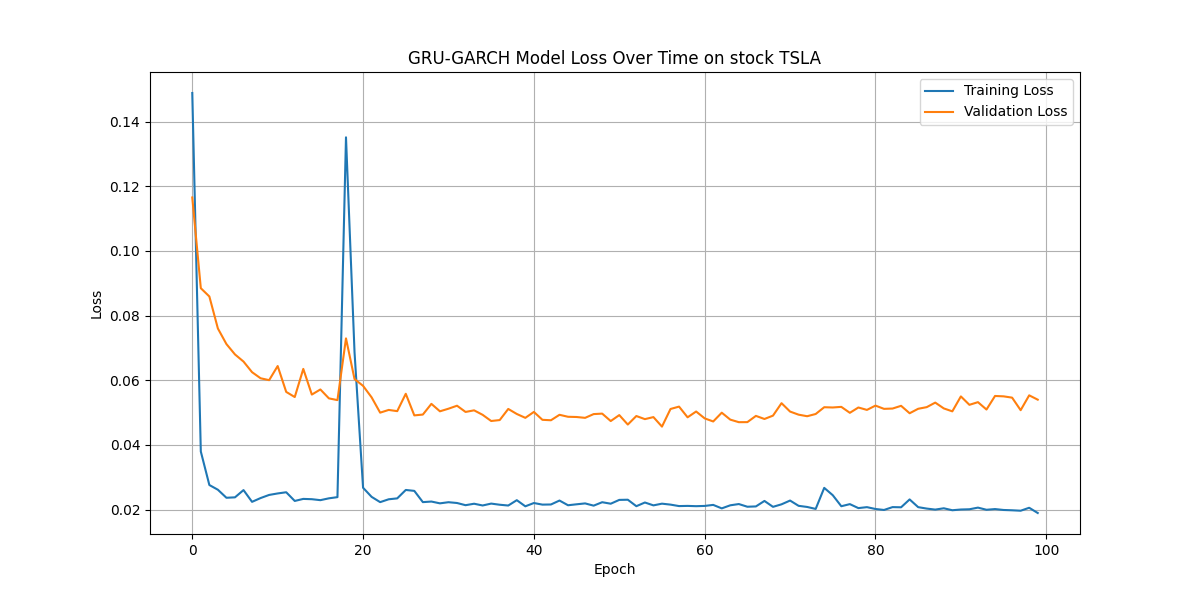 GRU-GARCH Model Loss Over Time on stock TSLA
Training Loss
Validation Loss
Loss
0.14
0.12
0.10
0.08
0.06
0.04
0.02
0 20 40 60 80 100
Epoch